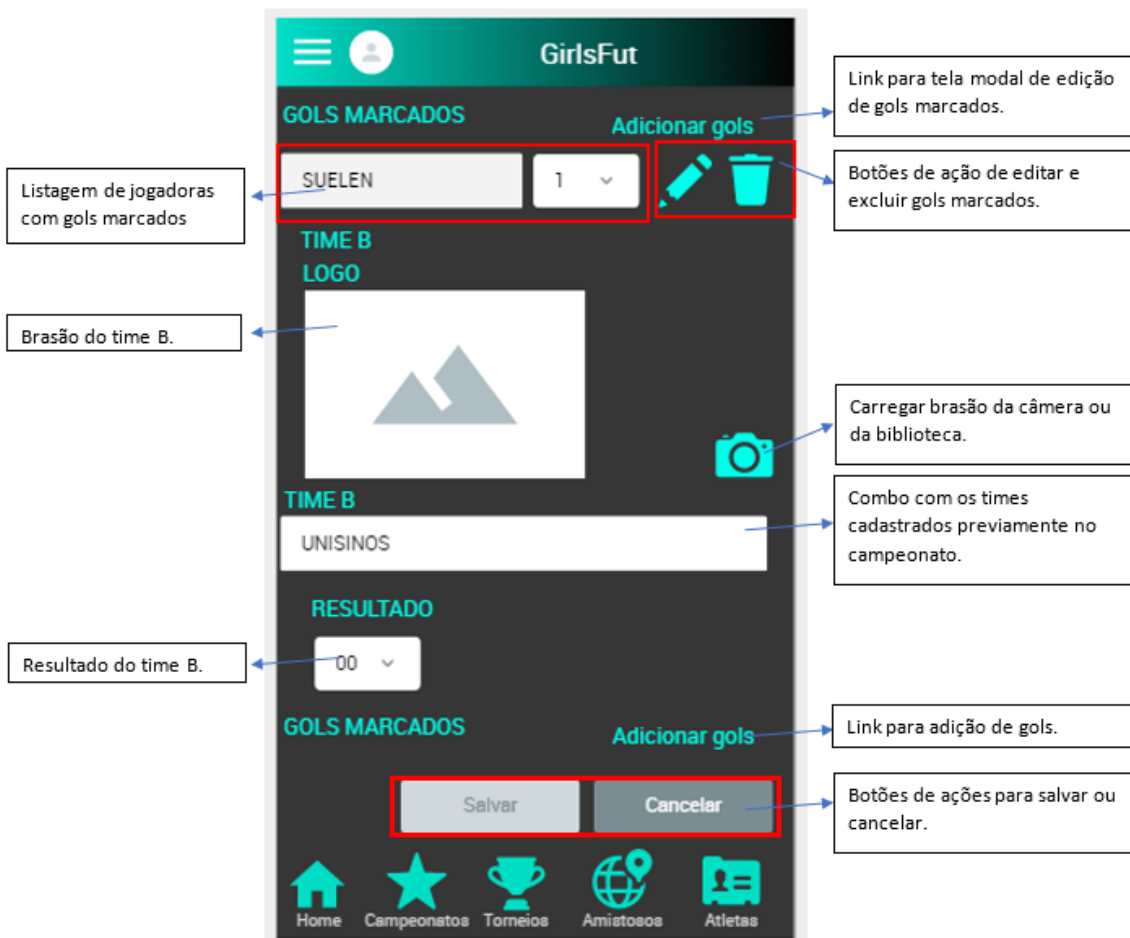 GirlsFut
GOLS MARCADOS
Adicionar gols
Link para tela modal de edição
de gols marcados.
SUELEN
1
Botões de ação de editar e
excluir gols marcados.
Listagem de jogadoras
com gols marcados
TIME B
LOGO
Brasão do time B.
Carregar brasão da câmera ou
da biblioteca.
TIME B
UNISINOS
Combo com os times
cadastrados previamente no
campeonato.
RESULTADO
00
Resultado do time B.
GOLS MARCADOS
Adicionar gols
Link para adição de gols.
Salvar
Cancelar
Botões de ações para salvar ou
cancelar.
Home
Campeonatos
Torneios
Amistosos
Atletas